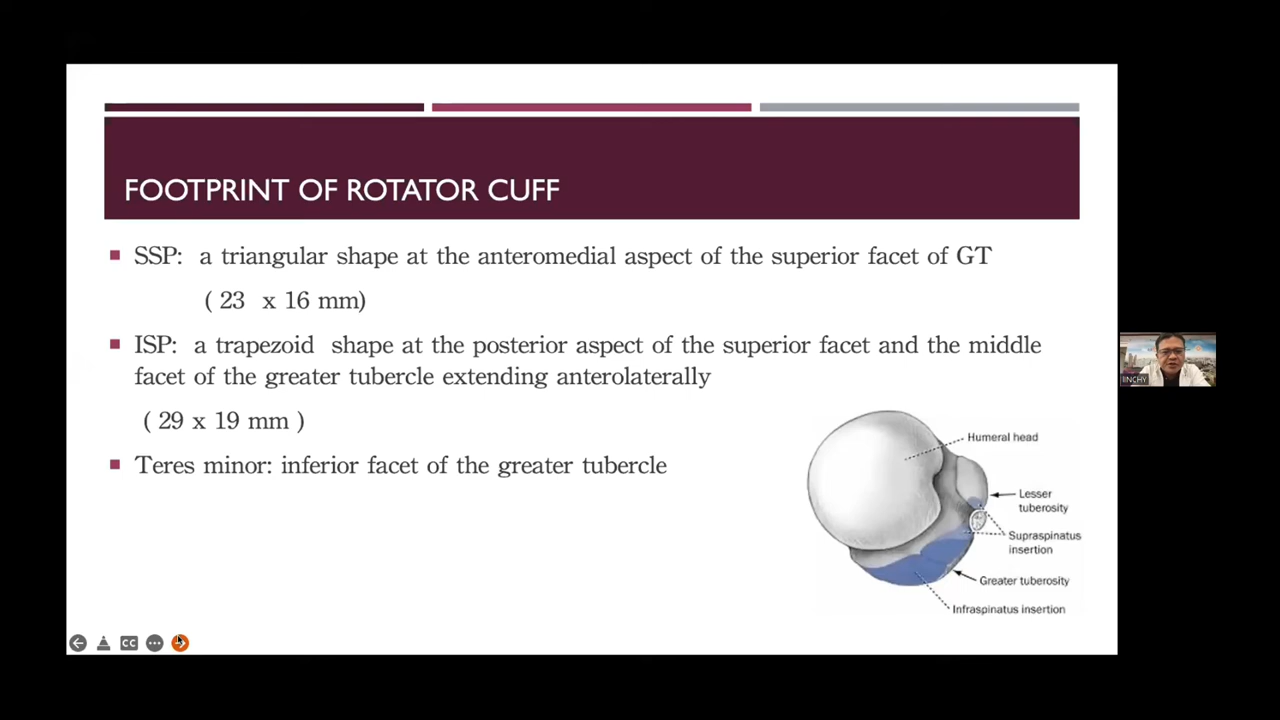 FOOTPRINT OF ROTATOR CUFF
SSP: a triangular shape at the anteromedial aspect of the superior facet of GT
( 23 x 16 mm)
ISP: a trapezoid shape at the posterior aspect of the superior facet and the middle
facet of the greater tubercle extending anterolaterally
( 29 x 19 mm )
Teres minor: inferior facet of the greater tubercle
Humeral head
Lesser
tuberosity
Supraspinatus
insertion
Greater tuberosity
Infraspinatus insertion
CC